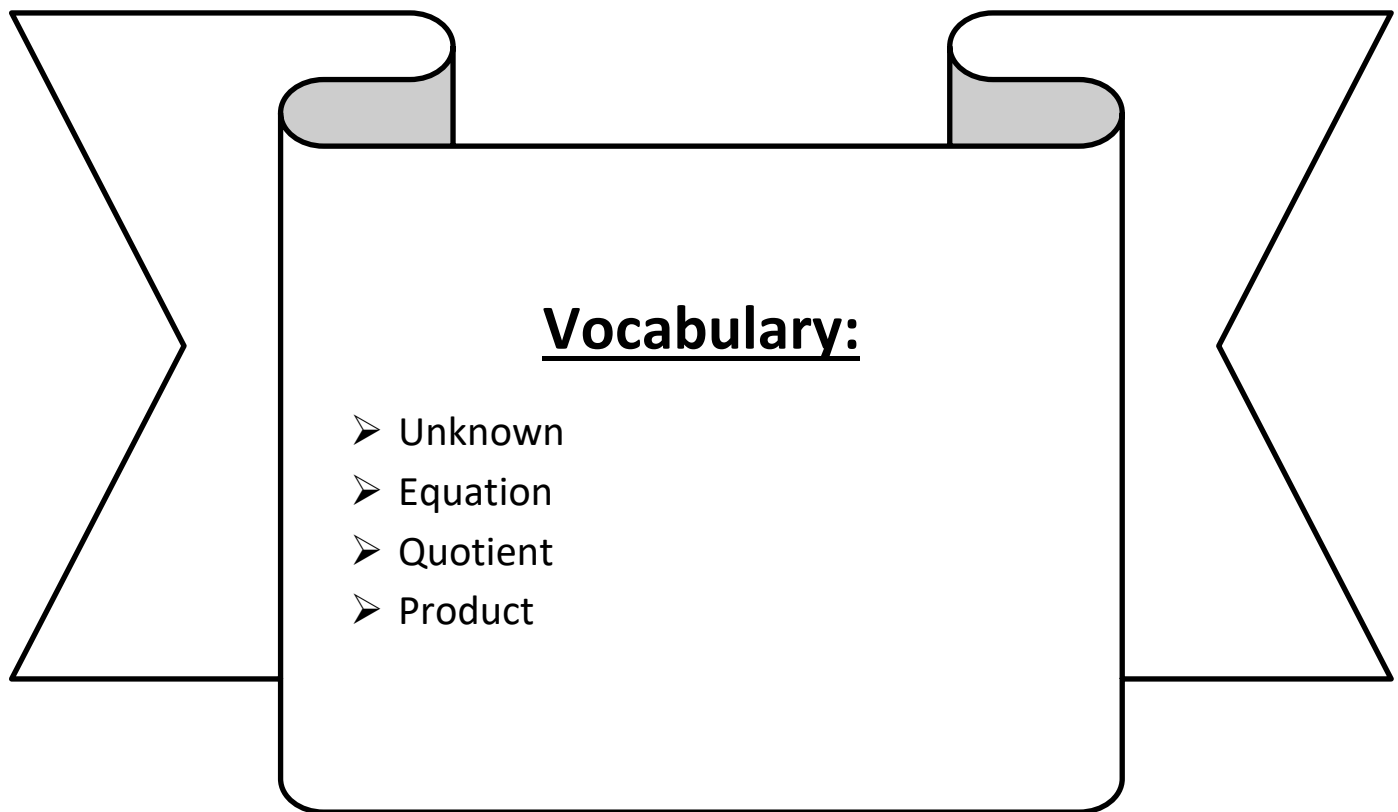 Vocabulary:
➢ Unknown
➢ Equation
➢ Quotient
➢ Product